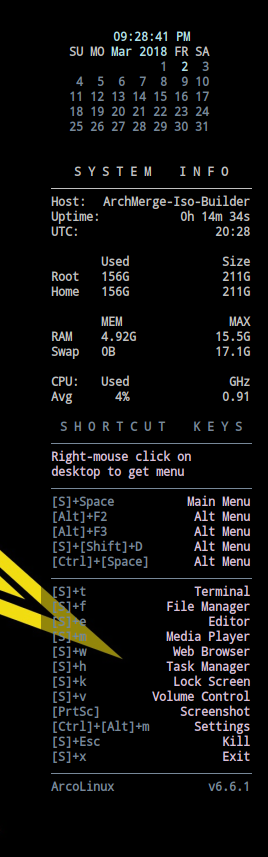 09:28:41 PM
SU MO Mar 2018 FR SA
1 2 3
4 5 6 7 8 9 10
11 12 13 14 15 16 17
18 19 20 21 22 23 24
25 26 27 28 29 30 31
SYSTEM INFO
Host: ArchMerge-Iso-Builder
Uptime: 0h 14m 34s
UTC: 20:28
Used Size
Root 156G 211G
Home 156G 211G
MEM MAX
RAM 4.92G 15.5G
Swap 0B 17.1G
CPU: Used GHz
Avg 4% 0.91
SHORTCUT KEYS
Right-mouse click on
desktop to get menu
[S]+Space Main Menu
[Alt]+F2 Alt Menu
[Alt]+F3 Alt Menu
[S]+[Shift]+D Alt Menu
[Ctrl]+[Space] Alt Menu
[S]+t Terminal
[S]+f File Manager
[S]+e Editor
[S]+m Media Player
[S]+w Web Browser
[S]+h Task Manager
[S]+k Lock Screen
[S]+v Volume Control
[PrtSc] Screenshot
[Ctrl]+[Alt]+m Settings
[S]+Esc Kill
[S]+x Exit
ArcoLinux v6.6.1